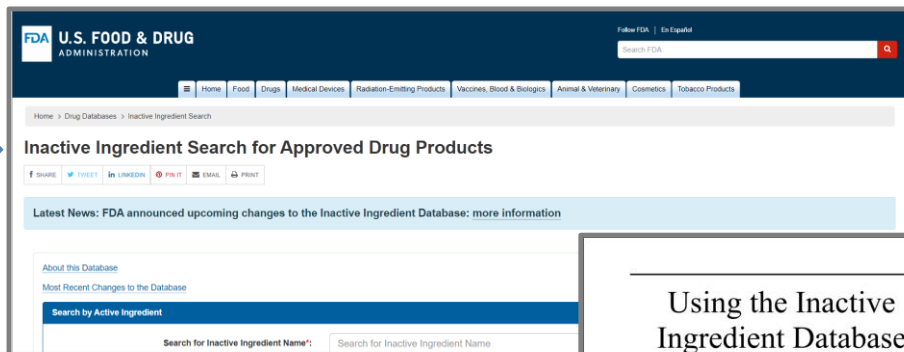 FDA U.S. FOOD & DRUG
ADMINISTRATION
Follow FDA | En Español
Search FDA
Home Food Drugs Medical Devices Radiation-Emitting Products Vaccines, Blood & Biologics Animal & Veterinary Cosmetics Tobacco Products
Home > Drug Databases > Inactive Ingredient Search
Inactive Ingredient Search for Approved Drug Products
f SHARE TWEET in LINKEDIN PIN IT EMAIL PRINT
Latest News: FDA announced upcoming changes to the Inactive Ingredient Database: more information
About this Database
Most Recent Changes to the Database
Search by Active Ingredient
Search for Inactive Ingredient Name*: Search for Inactive Ingredient Name
Using the Inactive
Ingredient Database